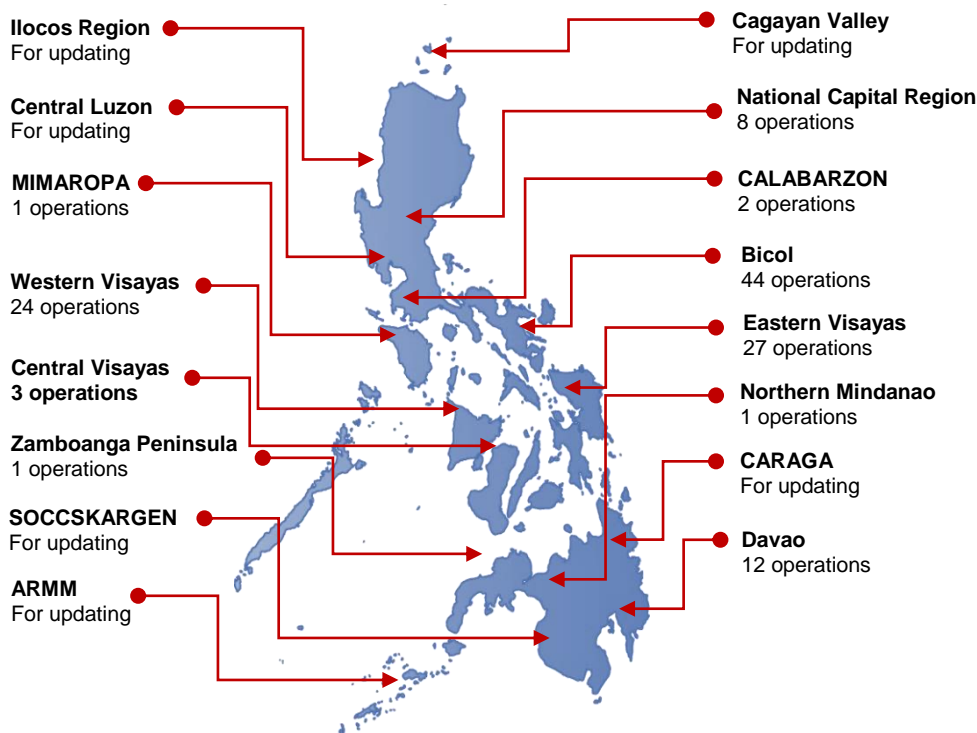 Ilocos Region
For updating
Central Luzon
For updating
MIMAROPA
1 operations
Western Visayas
24 operations
Central Visayas
3 operations
Zamboanga Peninsula
1 operations
SOCCSKARGEN
For updating
ARMM
For updating
Cagayan Valley
For updating
National Capital Region
8 operations
CALABARZON
2 operations
Bicol
44 operations
Eastern Visayas
27 operations
Northern Mindanao
1 operations
CARAGA
For updating
Davao
12 operations